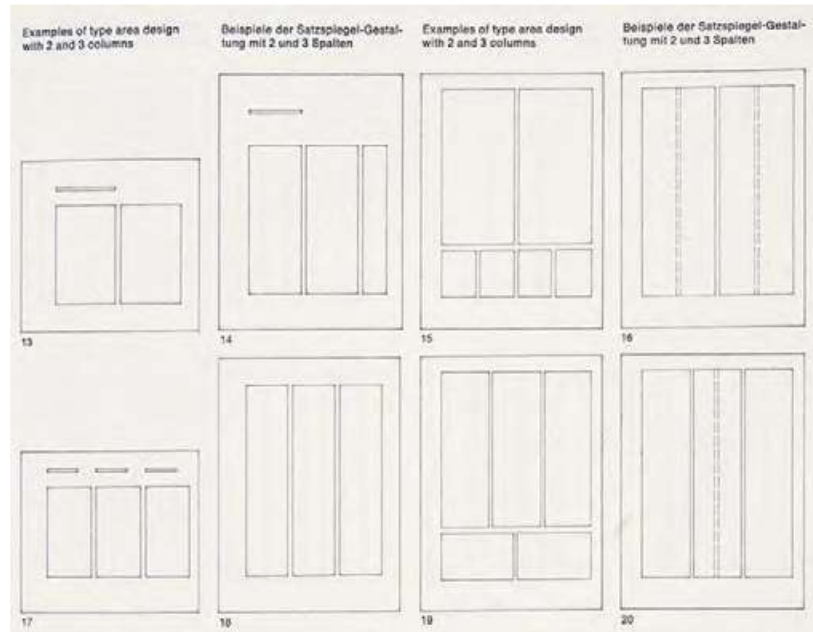 Examples of type area design
with 2 and 3 columns
Beispiele der Satzspiegel-Gestal-
tung mit 2 und 3 Spalten
Examples of type area design
with 2 and 3 columns
Beispiele der Satzspiegel-Gestal-
tung mit 2 und 3 Spalten
13
14
15
16
17
18
19
20